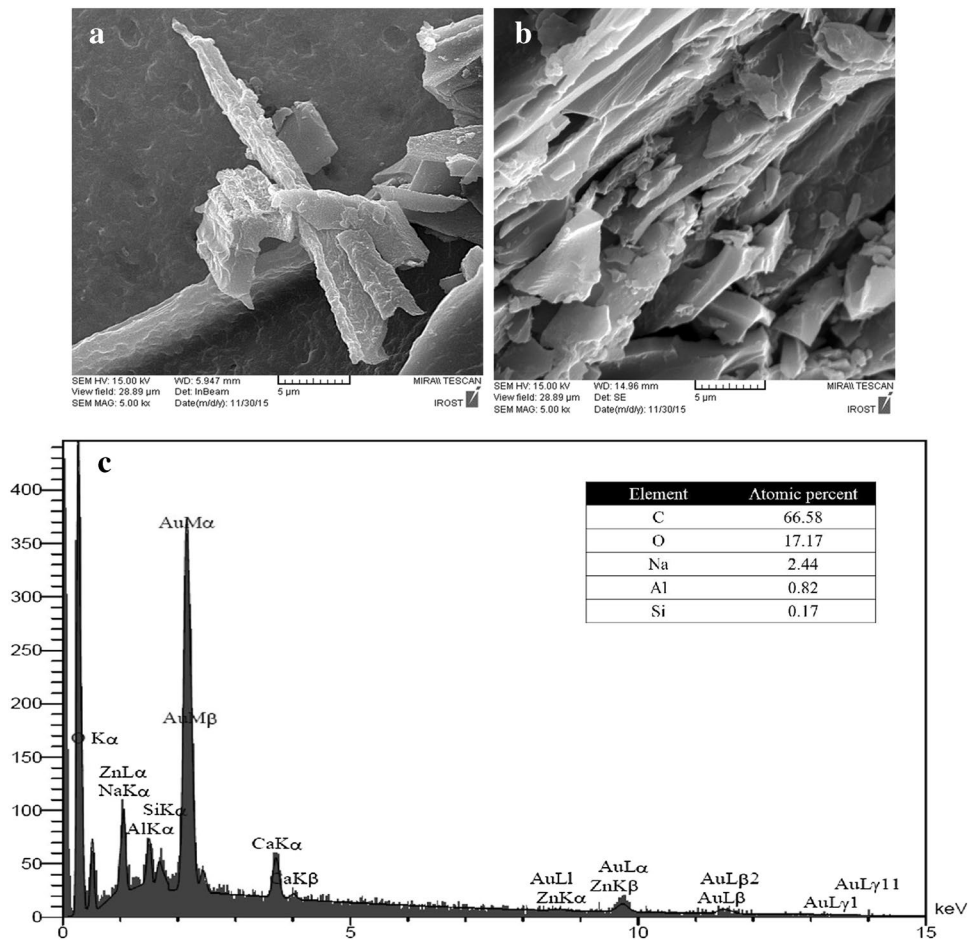 a
SEM HV: 15.00 kV WD: 5.947 mm
View field: 28.89 µm Det: InBeam 5 µm
SEM MAG: 5.00 kx Date(m/d/y): 11/30/15
MIRA\\ TESCAN
IROST
b
SEM HV: 15.00 kV WD: 14.96 mm
View field: 28.89 µm Det: SE 5 µm
SEM MAG: 5.00 kx Date(m/d/y): 11/30/15
MIRA\\ TESCAN
IROST
c
400
350
300
250
200
150
100
50
0
Element Atomic percent
C 66.58
O 17.17
Na 2.44
Al 0.82
Si 0.17
AuMα
AuMβ
O Kα
ZnLα
NaKα
SiKα
AlKα
CaKα
CaKβ
AuLl
ZnKα
AuLα
ZnKβ
AuLβ2
AuLβ
AuLγ11
AuLγ1
0 5 10 15 keV